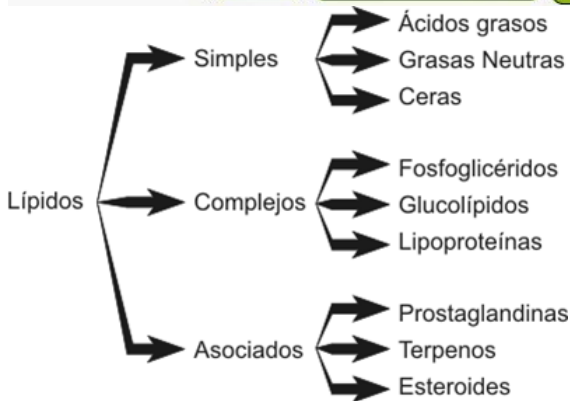 Lípidos
Simples
Ácidos grasos
Grasas Neutras
Ceras
Complejos
Fosfoglicéridos
Glucolípidos
Lipoproteínas
Asociados
Prostaglandinas
Terpenos
Esteroides